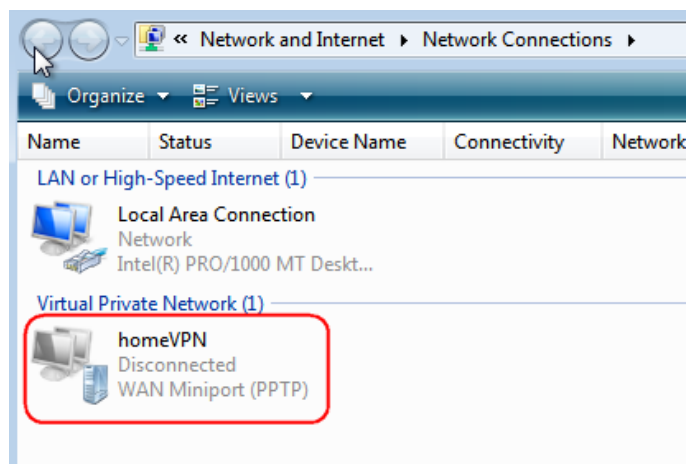 « Network and Internet ▸ Network Connections ▸
Organize ▾ Views ▾
Name Status Device Name Connectivity Network
LAN or High-Speed Internet (1)
Local Area Connection
Network
Intel(R) PRO/1000 MT Deskt...
Virtual Private Network (1)
homeVPN
Disconnected
WAN Miniport (PPTP)